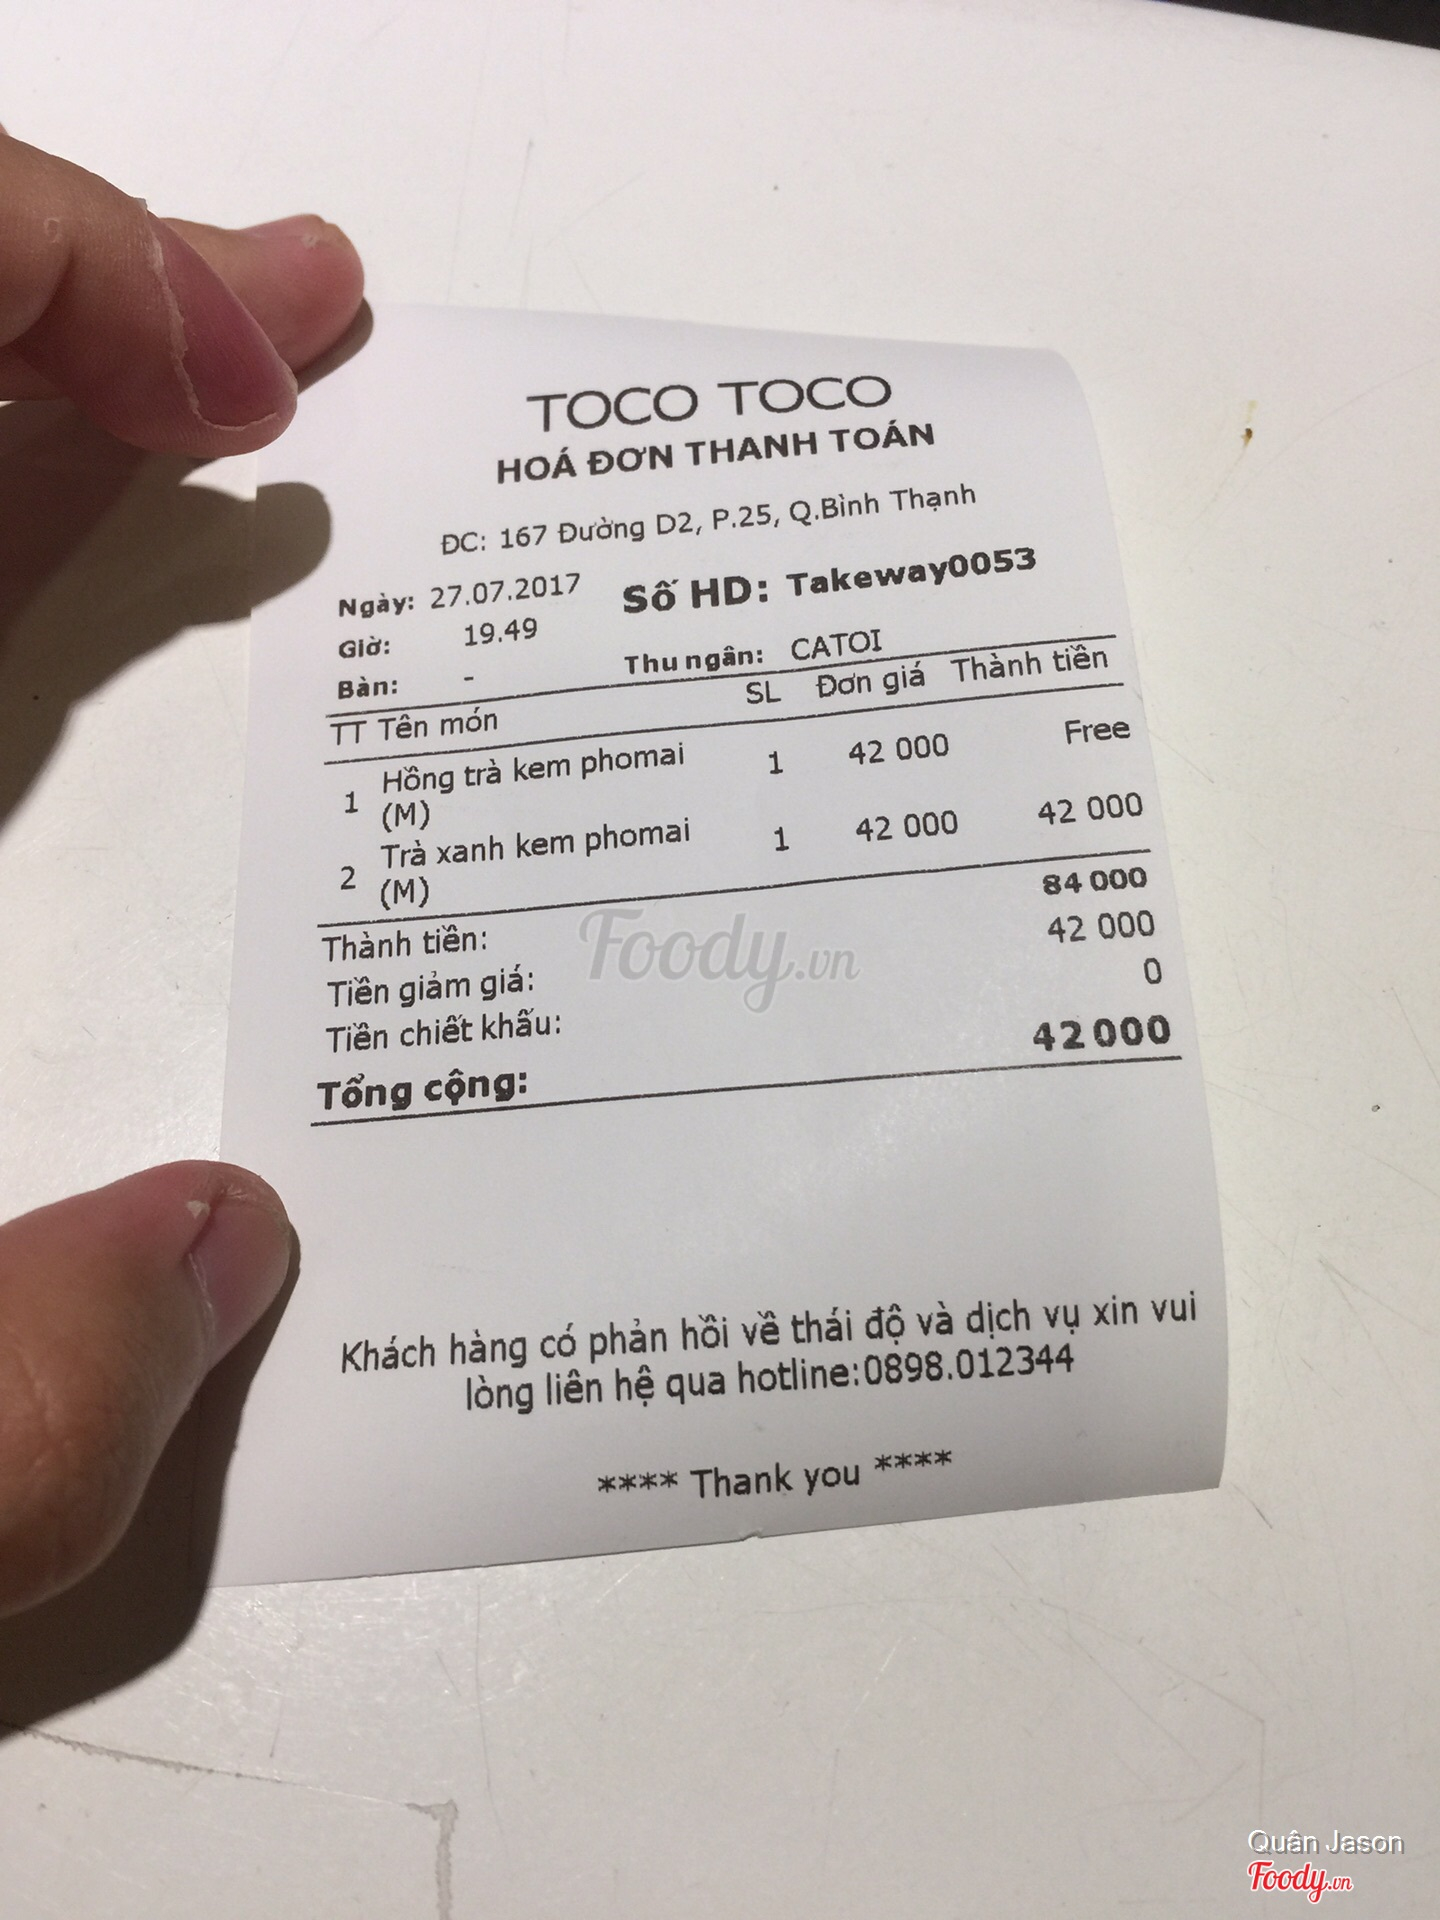 TOCO TOCO
HOÁ ĐƠN THANH TOÁN
ĐC: 167 Đường D2, P.25, Q.Bình Thạnh
Ngày: 27.07.2017 Số HD: Takeway0053
Giờ: 19.49
Bàn: - Thu ngân: CATOI
TT Tên món SL Đơn giá Thành tiền
1 Hồng trà kem phomai (M) 1 42 000 Free
2 Trà xanh kem phomai (M) 1 42 000 42 000
Thành tiền: 84 000
Tiền giảm giá: 42 000
Tiền chiết khấu: 0
Tổng cộng: 42 000
Khách hàng có phản hồi về thái độ và dịch vụ xin vui
lòng liên hệ qua hotline:0898.012344
**** Thank you ****
Foody.vn
Quân Jason
Foody.vn